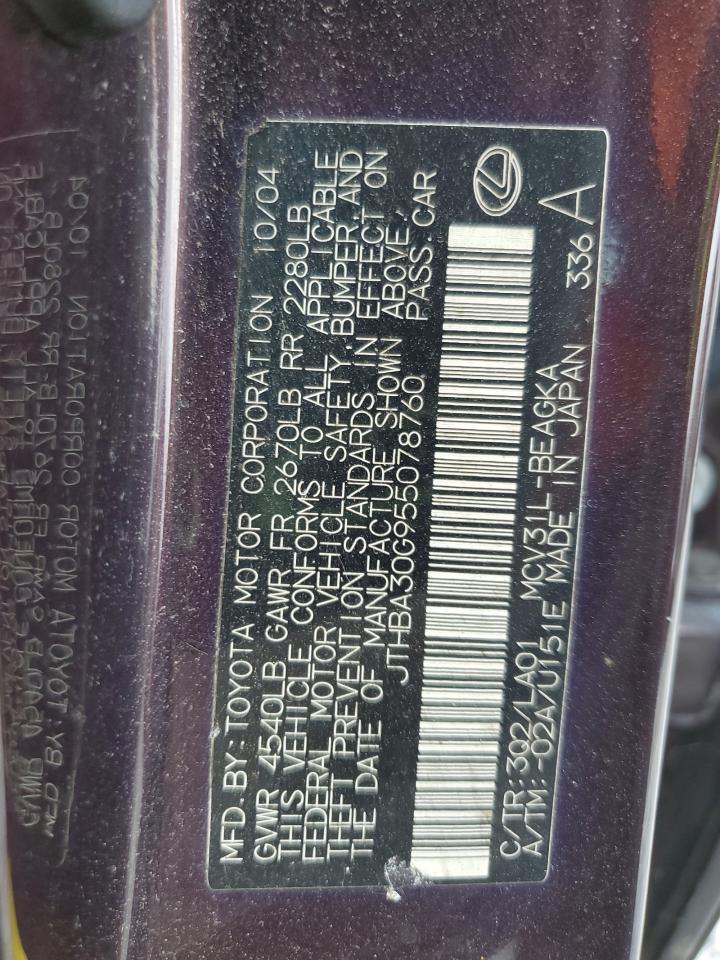 MFD.BY:TOYOTA MOTOR CORPORATION 10/04
GVWR 4540LB GAWR FR 2670LB RR 2280LB
THIS VEHICLE CONFORMS TO ALL APPLICABLE
FEDERAL MOTOR VEHICLE SAFETY, BUMPER, AND
THEFT PREVENTION STANDARDS IN EFFECT ON
THE DATE OF MANUFACTURE SHOWN ABOVE.
JTHBA30G955078760 PASS.CAR
C/TR:3Q2/LA01 MCV31L-BEAGKA 336 A
A/TM:-02A/U151E MADE IN JAPAN